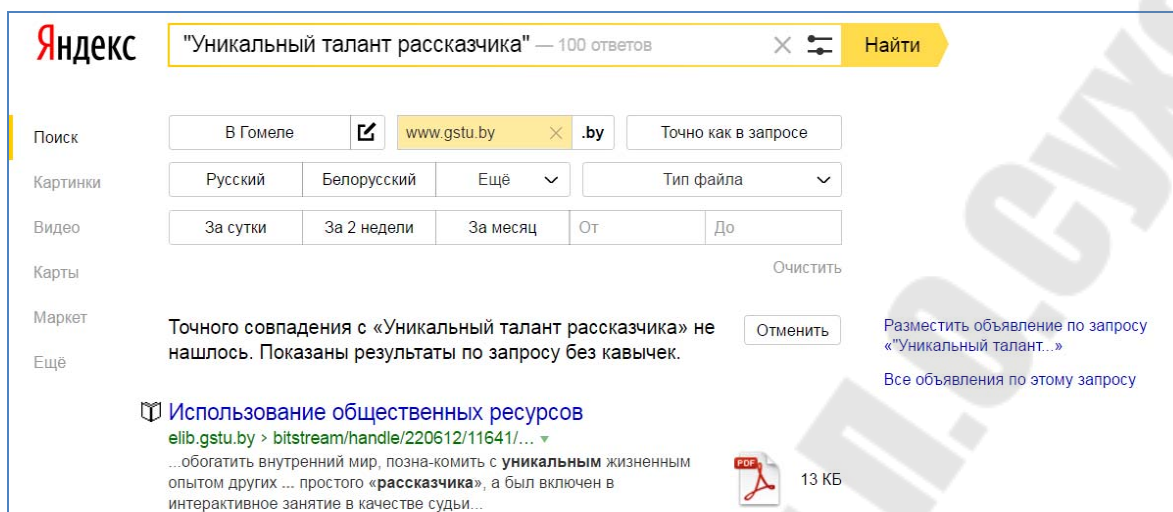 Яндекс
"Уникальный талант рассказчика" — 100 ответов
Найти
Поиск
Картинки
Видео
Карты
Маркет
Ещё
В Гомеле
www.gstu.by
.by
Точно как в запросе
Русский
Белорусский
Ещё
Тип файла
За сутки
За 2 недели
За месяц
От
До
Очистить
Точного совпадения с «Уникальный талант рассказчика» не
нашлось. Показаны результаты по запросу без кавычек.
Отменить
Разместить объявление по запросу
«"Уникальный талант...»
Все объявления по этому запросу
Использование общественных ресурсов
elib.gstu.by › bitstream/handle/220612/11641/...
...обогатить внутренний мир, позна-комить с уникальным жизненным
опытом других ... простого «рассказчика», а был включен в
интерактивное занятие в качестве судьи...
PDF
13 КБ